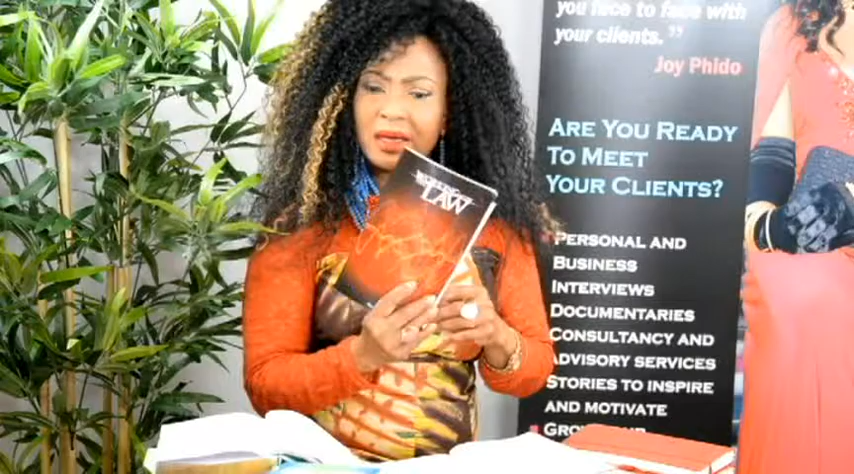 you face to face with
your clients."
Joy Phido
ARE YOU READY
TO MEET
YOUR CLIENTS?
PERSONAL AND
BUSINESS
INTERVIEWS
DOCUMENTARIES
CONSULTANCY AND
ADVISORY SERVICES
STORIES TO INSPIRE
AND MOTIVATE
LAW